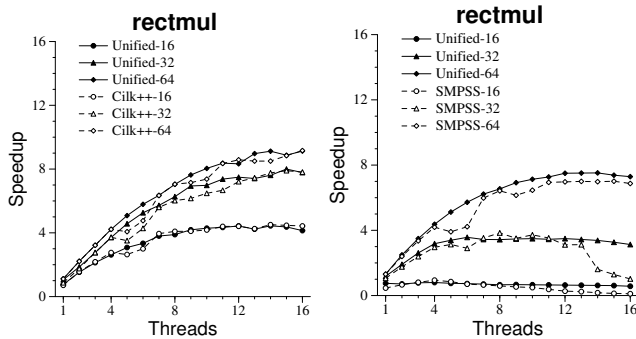 rectmul
16
12
8
4
0
Speedup
Unified-16
Unified-32
Unified-64
Cilk++-16
Cilk++-32
Cilk++-64
1 4 8 12 16
Threads
rectmul
16
12
8
4
0
Speedup
Unified-16
Unified-32
Unified-64
SMPSS-16
SMPSS-32
SMPSS-64
1 4 8 12 16
Threads